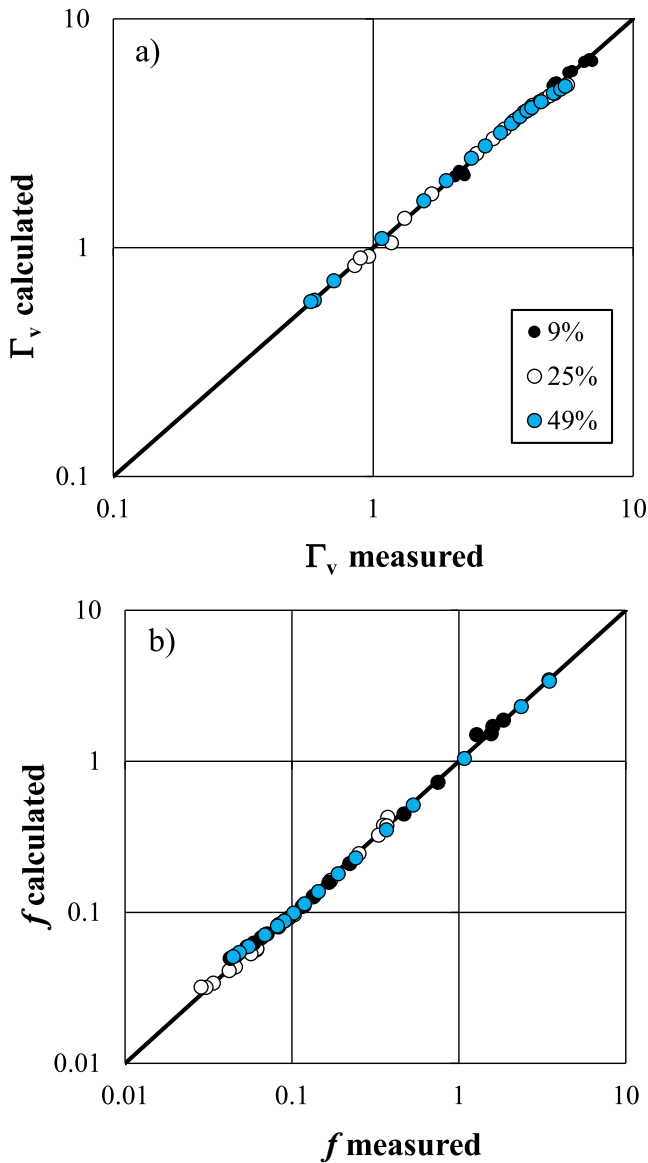 10
a)
1
Γv calculated
9%
25%
49%
0.1
0.1
1
10
Γv measured
10
b)
1
f calculated
0.1
0.01
0.01
0.1
1
10
f measured